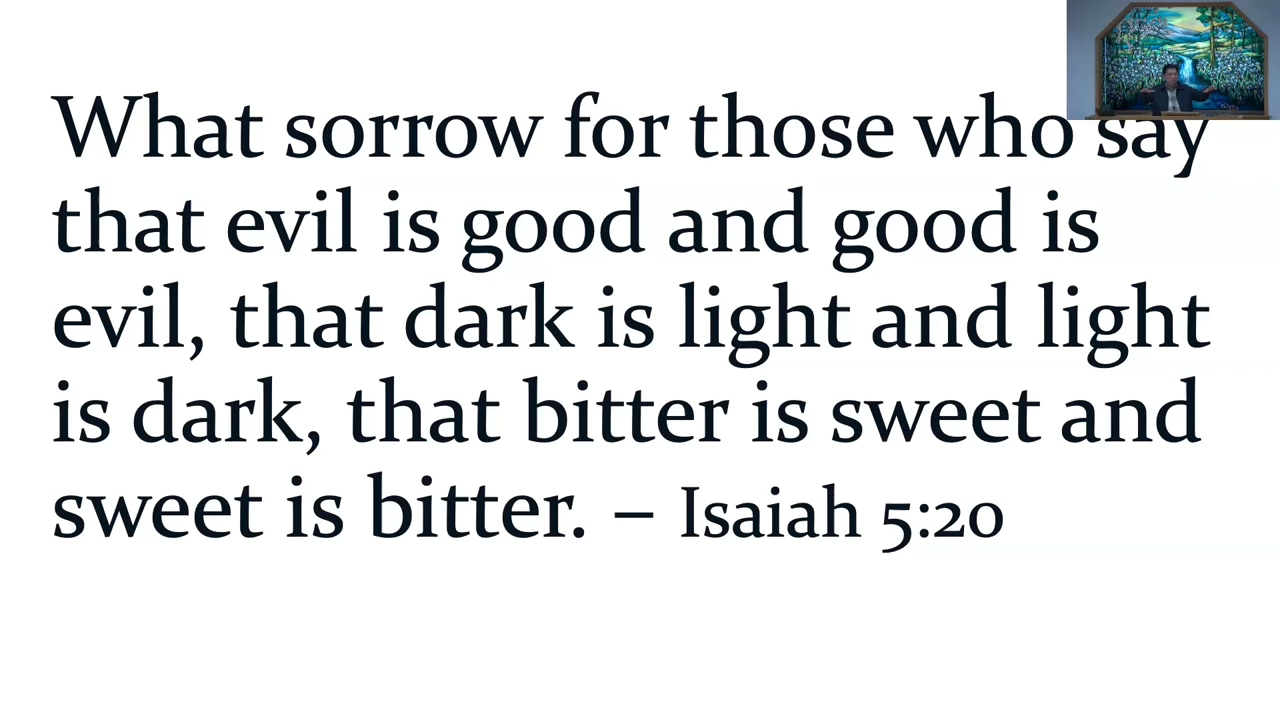 What sorrow for those who say
that evil is good and good is
evil, that dark is light and light
is dark, that bitter is sweet and
sweet is bitter. – Isaiah 5:20